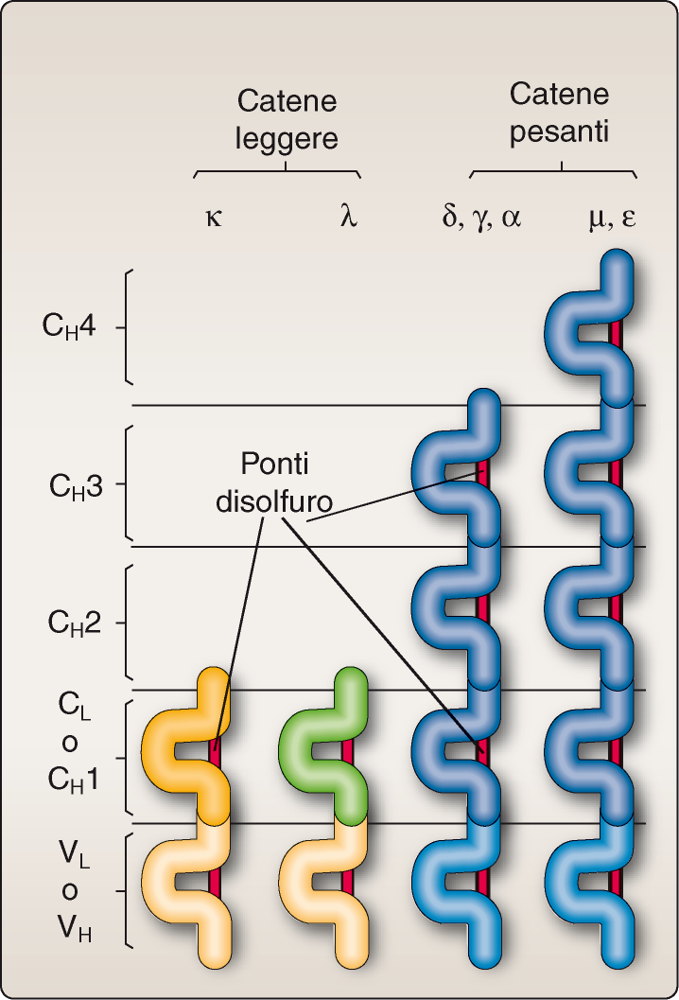 Catene
leggere
Catene
pesanti
κ
λ
δ, γ, α
μ, ε
CH4
CH3
Ponti
disolfuro
CH2
CL
o
CH1
VL
o
VH